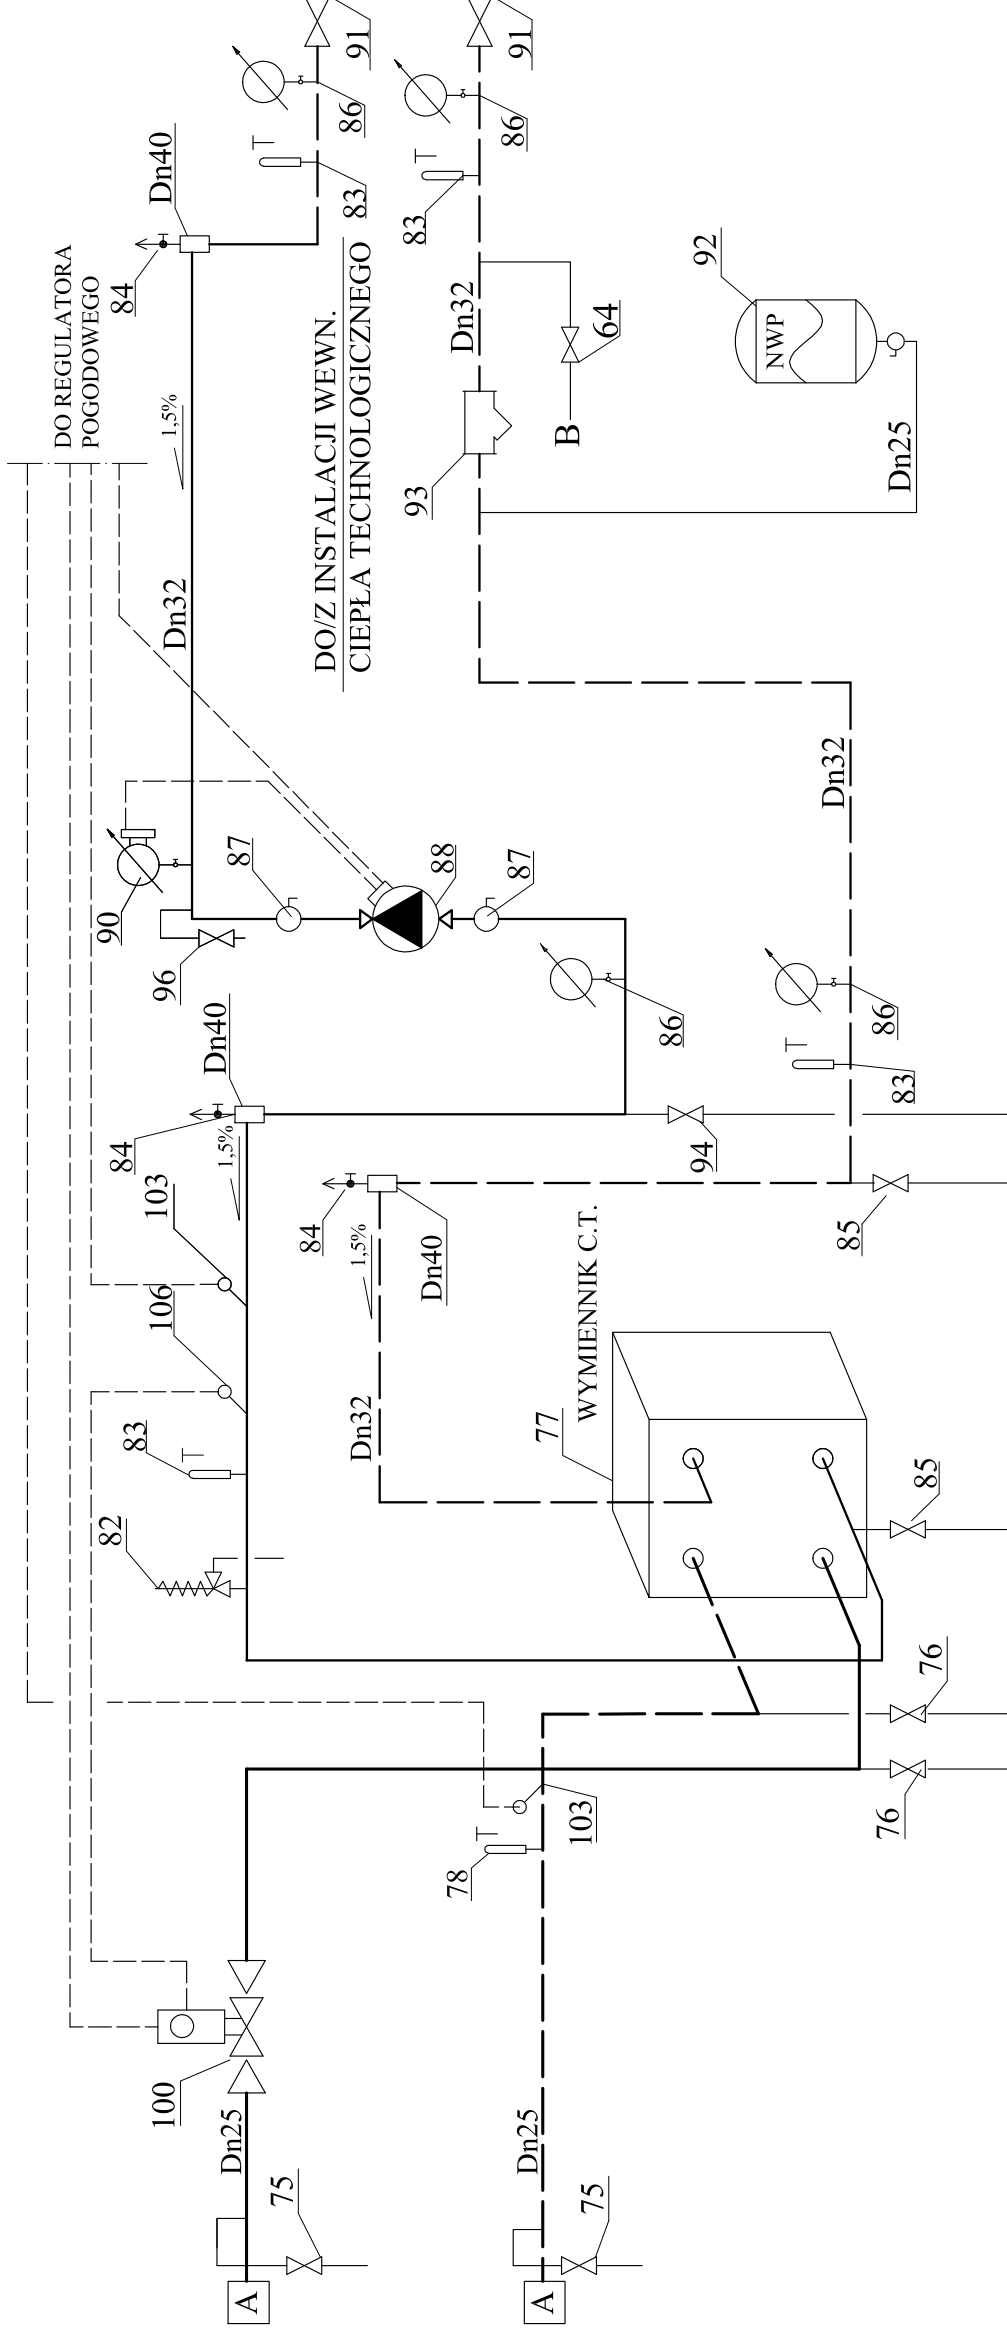 DO REGULATORA
POGODOWEGO
91
91
86
86
T
T
83
83
Dn40
84
1,5%
Dn32
DO/Z INSTALACJI WEWN.
CIEPŁA TECHNOLOGICZNEGO
Dn32
64
B
93
92
NWP
Dn25
Dn32
90
96
87
88
87
86
T
86
83
Dn40
84
1,5%
94
85
103
106
84
1,5%
Dn40
Dn32
WYMIENNIK C.T.
77
T
83
82
85
76
76
103
T
78
100
Dn25
Dn25
75
75
A
A